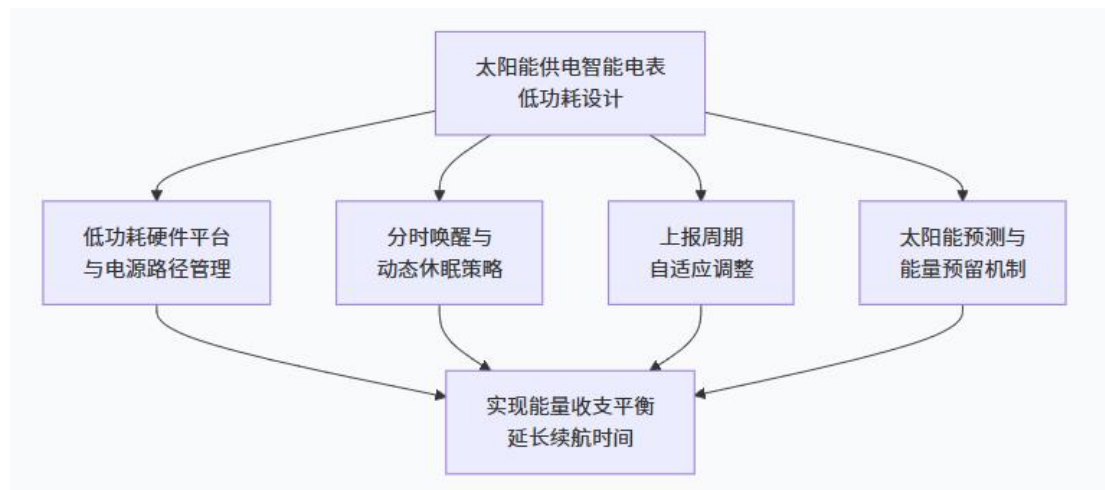 太阳能供电智能电表
低功耗设计
低功耗硬件平台
与电源路径管理
分时唤醒与
动态休眠策略
上报周期
自适应调整
太阳能预测与
能量预留机制
实现能量收支平衡
延长续航时间